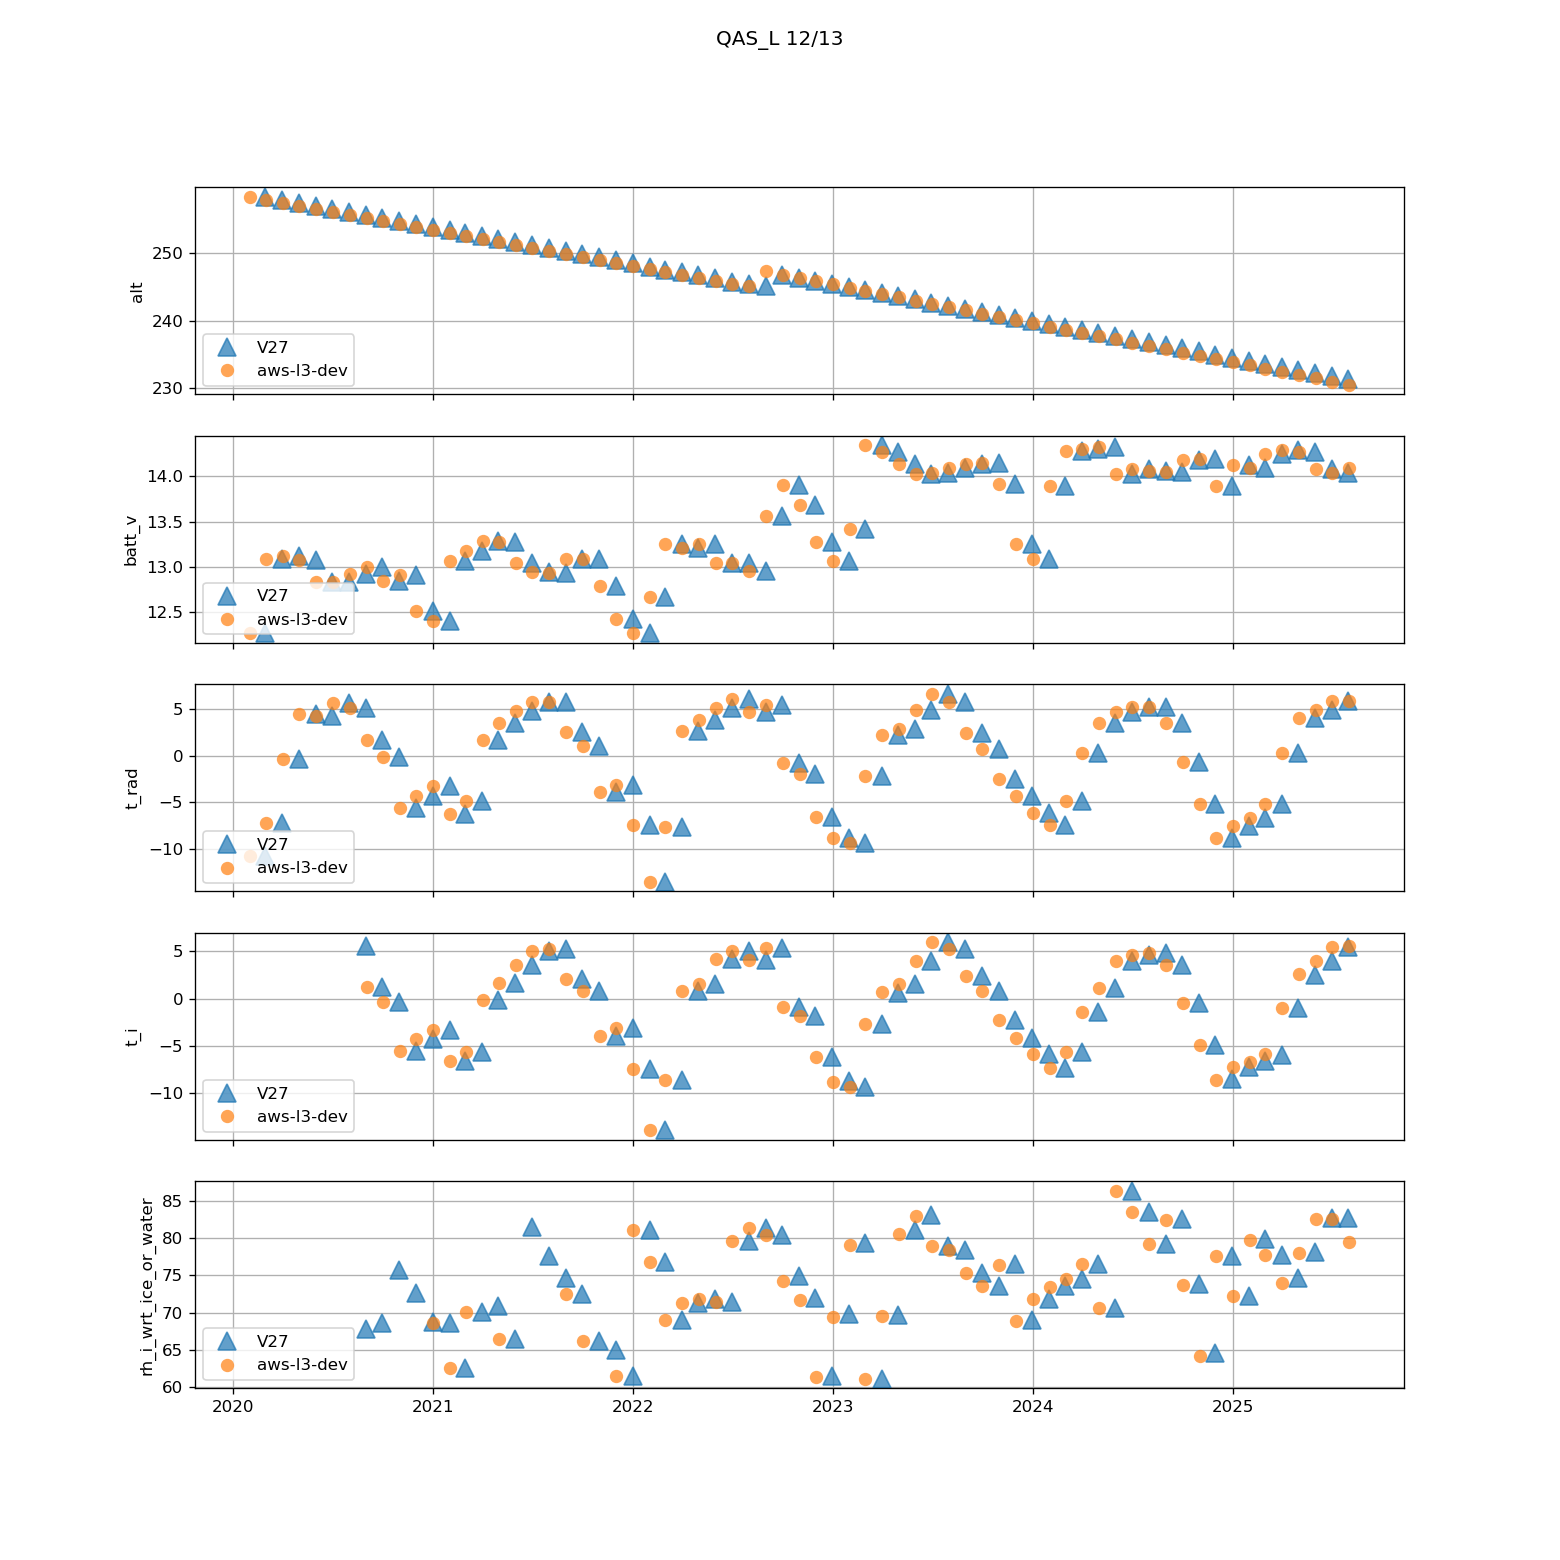 QAS_L 12/13
alt
250
240
230
V27
aws-l3-dev
batt_v
14.0
13.5
13.0
12.5
V27
aws-l3-dev
t_rad
5
0
−5
−10
V27
aws-l3-dev
t_i
5
0
−5
−10
V27
aws-l3-dev
rh_i_wrt_ice_or_water
85
80
75
70
65
60
V27
aws-l3-dev
2020 2021 2022 2023 2024 2025